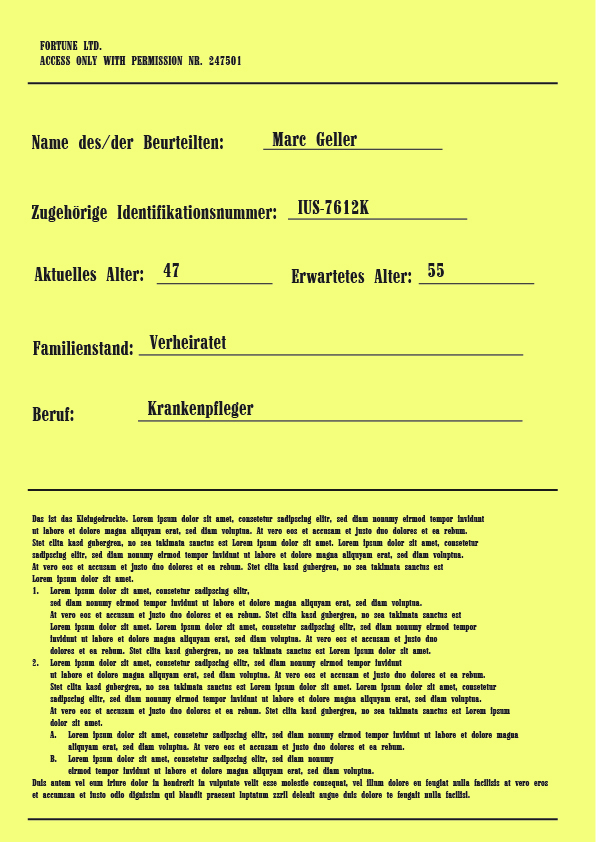 FORTUNE LTD.
ACCESS ONLY WITH PERMISSION NR. 247501
Name des/der Beurteilten: Marc Geller
Zugehörige Identifikationsnummer: IUS-7612K
Aktuelles Alter: 47 Erwartetes Alter: 55
Familienstand: Verheiratet
Beruf: Krankenpfleger
Das ist das Kleingedruckte. Lorem ipsum dolor sit amet, consetetur sadipscing elitr, sed diam nonumy eirmod tempor invidunt
ut labore et dolore magna aliquyam erat, sed diam voluptua. At vero eos et accusam et justo duo dolores et ea rebum.
Stet clita kasd gubergren, no sea takimata sanctus est Lorem ipsum dolor sit amet. Lorem ipsum dolor sit amet, consetetur
sadipscing elitr, sed diam nonumy eirmod tempor invidunt ut labore et dolore magna aliquyam erat, sed diam voluptua.
At vero eos et accusam et justo duo dolores et ea rebum. Stet clita kasd gubergren, no sea takimata sanctus est
Lorem ipsum dolor sit amet.
1. Lorem ipsum dolor sit amet, consetetur sadipscing elitr,
sed diam nonumy eirmod tempor invidunt ut labore et dolore magna aliquyam erat, sed diam voluptua.
At vero eos et accusam et justo duo dolores et ea rebum. Stet clita kasd gubergren, no sea takimata sanctus est
Lorem ipsum dolor sit amet. Lorem ipsum dolor sit amet, consetetur sadipscing elitr, sed diam nonumy eirmod tempor
invidunt ut labore et dolore magna aliquyam erat, sed diam voluptua. At vero eos et accusam et justo duo
dolores et ea rebum. Stet clita kasd gubergren, no sea takimata sanctus est Lorem ipsum dolor sit amet.
2. Lorem ipsum dolor sit amet, consetetur sadipscing elitr, sed diam nonumy eirmod tempor invidunt
ut labore et dolore magna aliquyam erat, sed diam voluptua. At vero eos et accusam et justo duo dolores et ea rebum.
Stet clita kasd gubergren, no sea takimata sanctus est Lorem ipsum dolor sit amet. Lorem ipsum dolor sit amet, consetetur
sadipscing elitr, sed diam nonumy eirmod tempor invidunt ut labore et dolore magna aliquyam erat, sed diam voluptua.
At vero eos et accusam et justo duo dolores et ea rebum. Stet clita kasd gubergren, no sea takimata sanctus est Lorem ipsum
dolor sit amet.
A. Lorem ipsum dolor sit amet, consetetur sadipscing elitr, sed diam nonumy eirmod tempor invidunt ut labore et dolore magna
aliquyam erat, sed diam voluptua. At vero eos et accusam et justo duo dolores et ea rebum.
B. Lorem ipsum dolor sit amet, consetetur sadipscing elitr, sed diam nonumy
eirmod tempor invidunt ut labore et dolore magna aliquyam erat, sed diam voluptua.
Duis autem vel eum iriure dolor in hendrerit in vulputate velit esse molestie consequat, vel illum dolore eu feugiat nulla facilisis at vero eros
et accumsan et iusto odio dignissim qui blandit praesent luptatum zzril delenit augue duis dolore te feugait nulla facilisi.